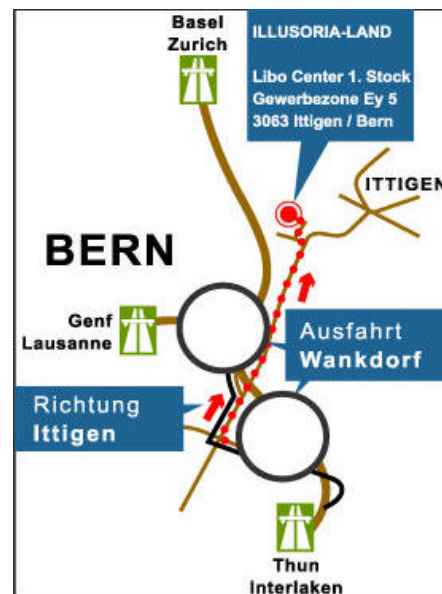 Basel
Zurich
ILLUSORIA-LAND
Libo Center 1. Stock
Gewerbezone Ey 5
3063 Ittigen / Bern
ITTIGEN
BERN
Genf
Lausanne
Ausfahrt
Wankdorf
Richtung
Ittigen
Thun
Interlaken